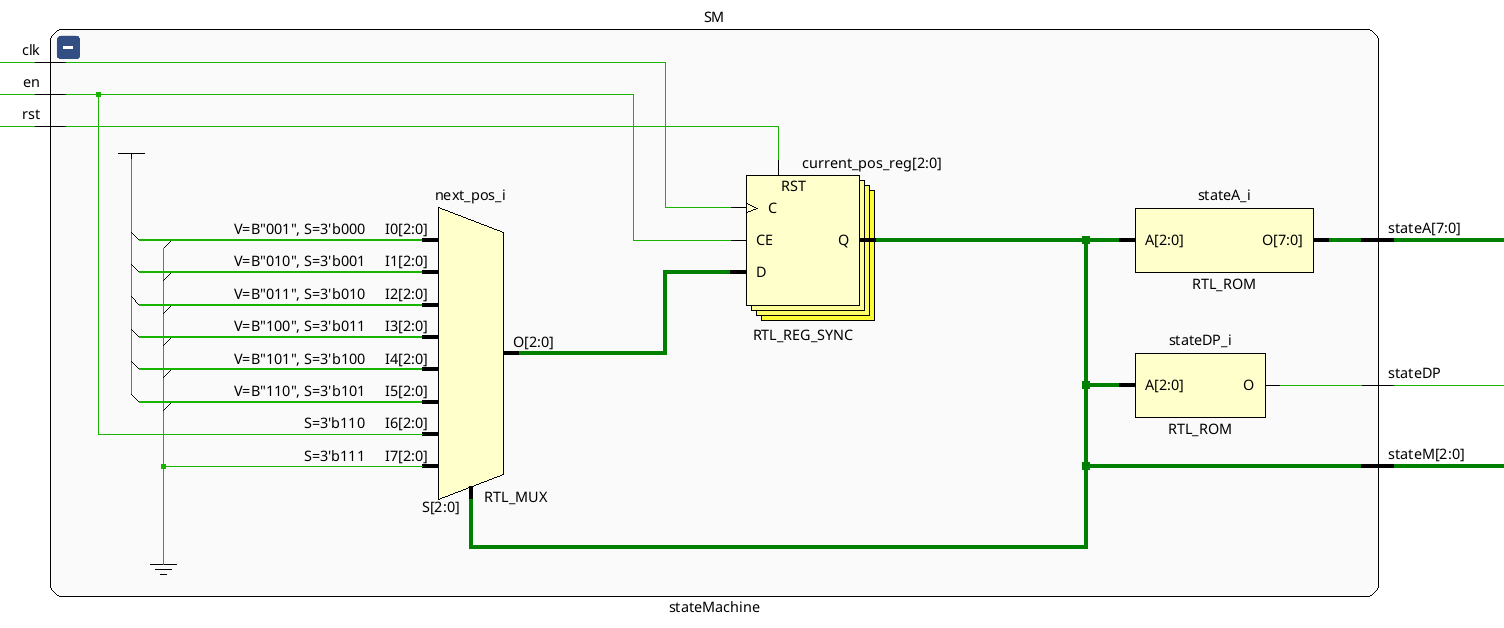 SM
clk
en
rst
current_pos_reg[2:0]
RST
next_pos_i
stateA_i
C
V=B"001", S=3'b000 I0[2:0]
CE
Q
A[2:0]
O[7:0]
stateA[7:0]
V=B"010", S=3'b001 I1[2:0]
D
RTL_ROM
V=B"011", S=3'b010 I2[2:0]
V=B"100", S=3'b011 I3[2:0]
RTL_REG_SYNC
O[2:0]
stateDP_i
V=B"101", S=3'b100 I4[2:0]
stateDP
A[2:0]
O
V=B"110", S=3'b101 I5[2:0]
S=3'b110 I6[2:0]
RTL_ROM
S=3'b111 I7[2:0]
stateM[2:0]
RTL_MUX
S[2:0]
stateMachine